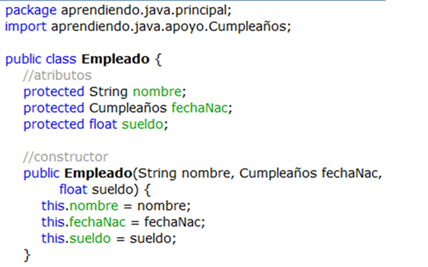 package aprendiendo.java.principal;
import aprendiendo.java.apoyo.Cumpleaños;
public class Empleado {
//atributos
protected String nombre;
protected Cumpleaños fechaNac;
protected float sueldo;
//constructor
public Empleado(String nombre, Cumpleaños fechaNac,
float sueldo) {
this.nombre = nombre;
this.fechaNac = fechaNac;
this.sueldo = sueldo;
}